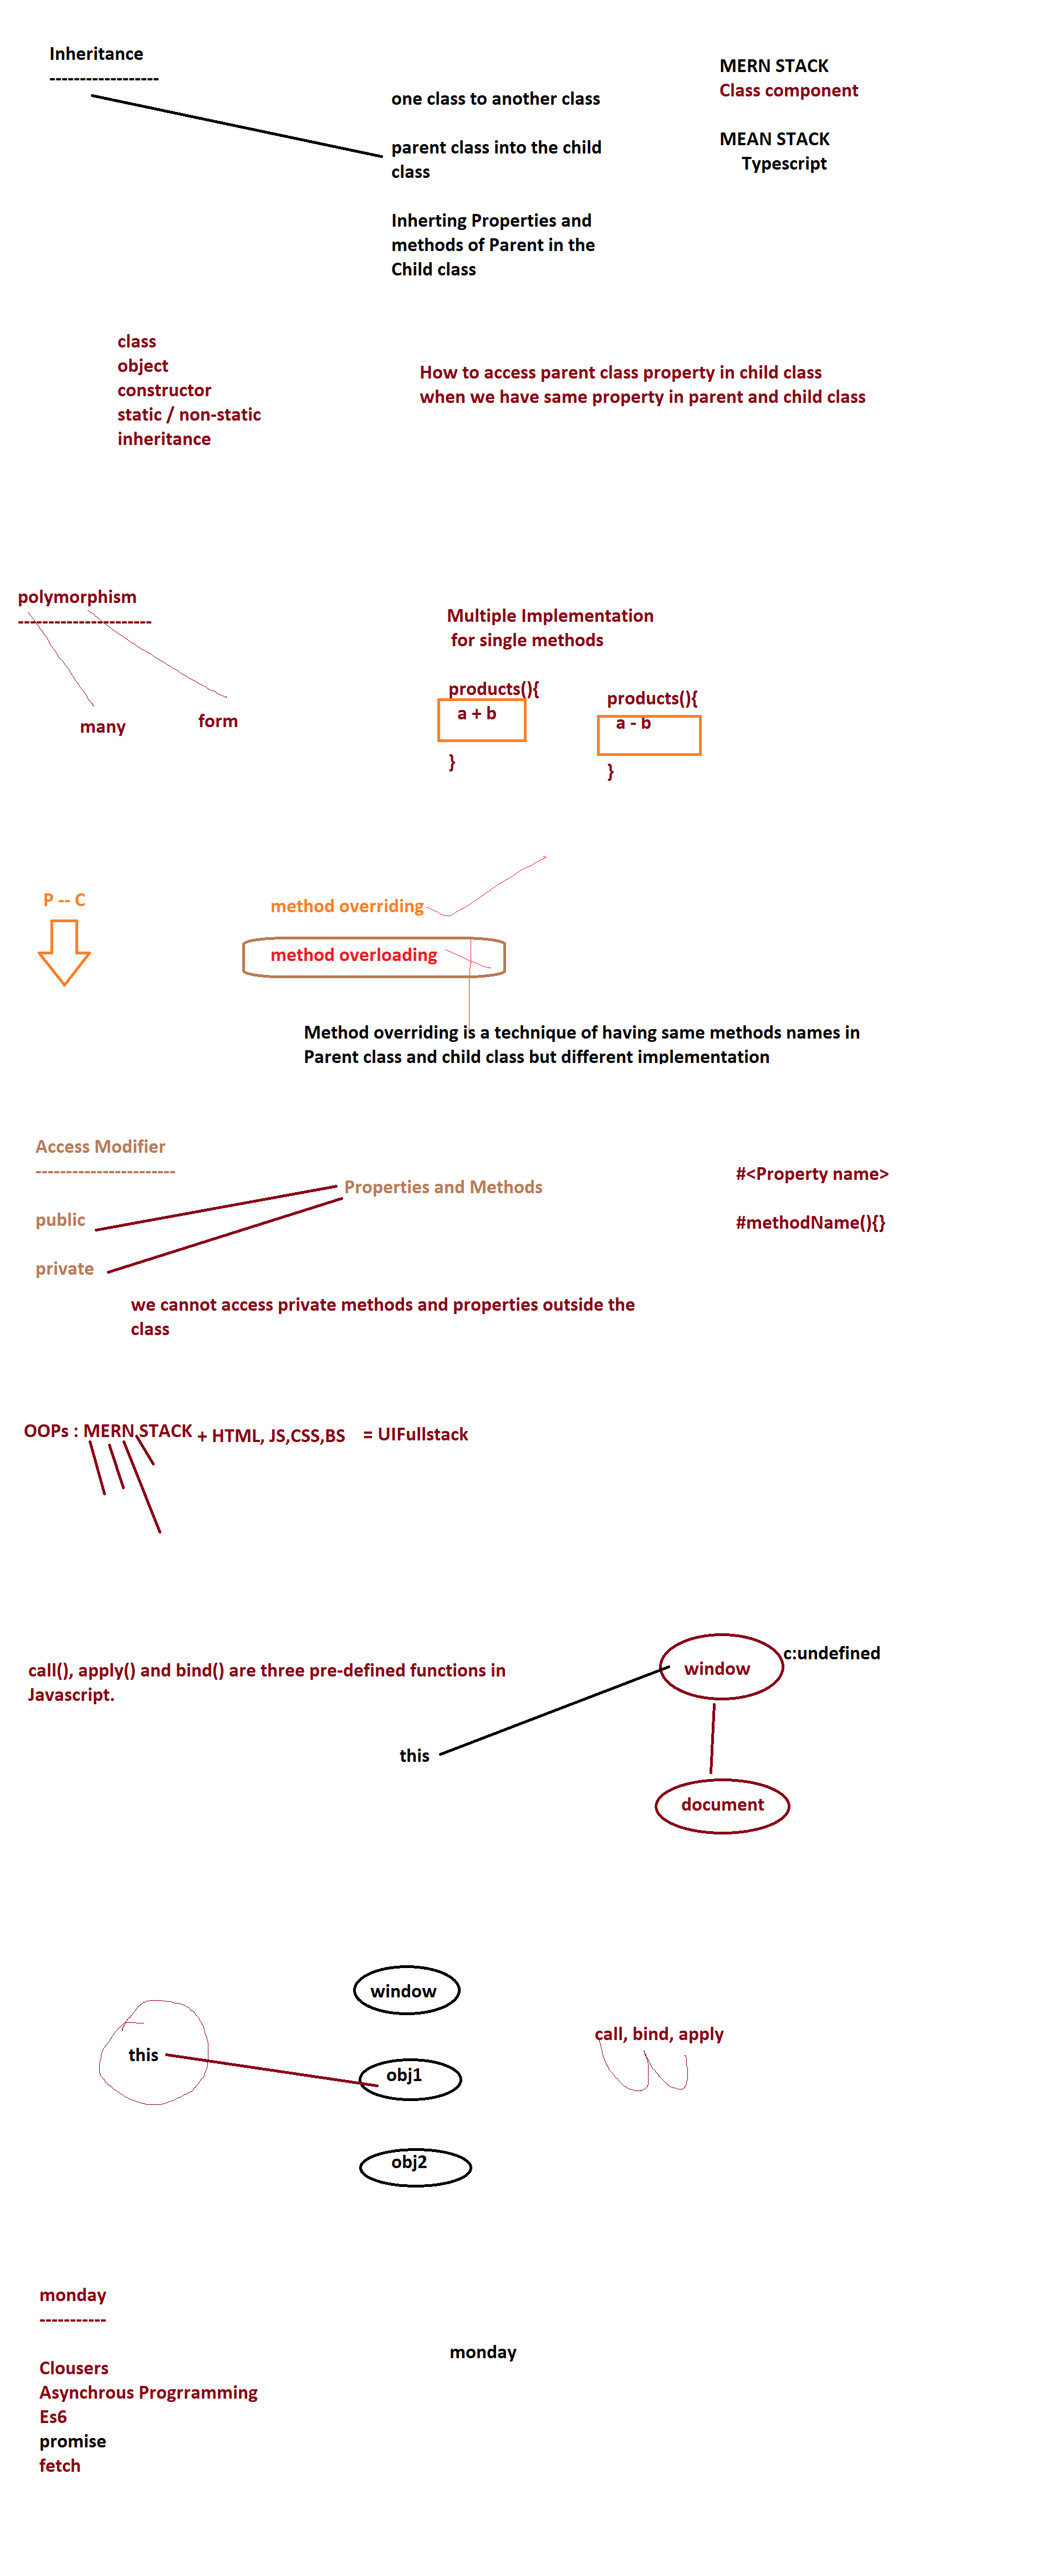 Inheritance
------------------
one class to another class
parent class into the child
class
Inherting Properties and
methods of Parent in the
Child class
MERN STACK
Class component
MEAN STACK
Typescript
class
object
constructor
static / non-static
inheritance
How to access parent class property in child class
when we have same property in parent and child class
polymorphism
----------------------
many
form
Multiple Implementation
for single methods
products(){
a + b
}
products(){
a - b
}
P -- C
method overriding
method overloading
Method overriding is a technique of having same methods names in
Parent class and child class but different implementation
Access Modifier
-----------------------
public
private
Properties and Methods
#<Property name>
#methodName(){}
we cannot access private methods and properties outside the
class
OOPs : MERN STACK + HTML, JS,CSS,BS = UIFullstack
call(), apply() and bind() are three pre-defined functions in
Javascript.
window
c:undefined
this
document
window
this
obj1
obj2
call, bind, apply
monday
-----------
Clousers
Asynchrous Progrramming
Es6
promise
fetch
monday